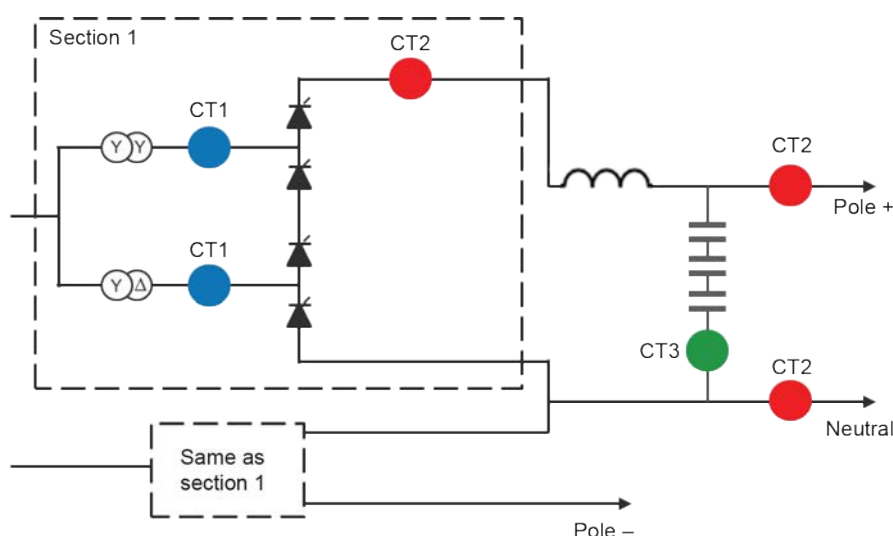 Section 1
CT2
CT1
Y Y
CT2
Pole +
CT1
Y Δ
CT3
CT2
Neutral
Same as
section 1
Pole –